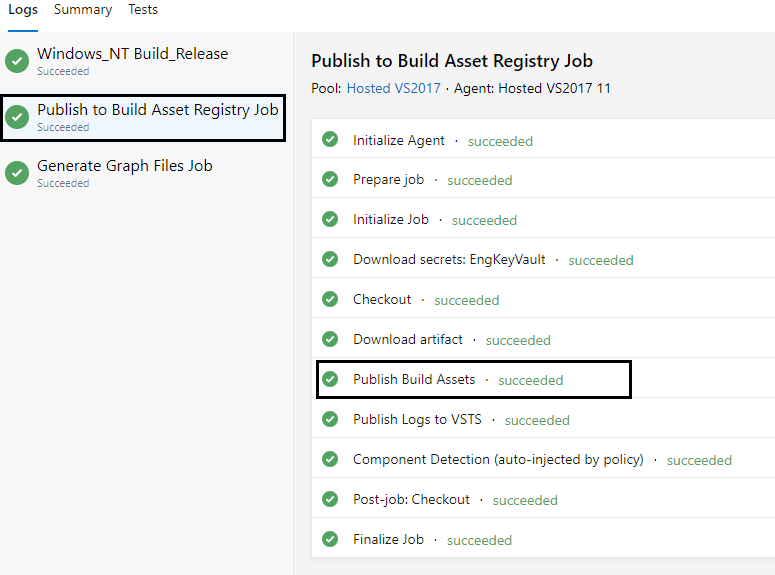 Logs Summary Tests
Windows_NT Build_Release
Succeeded
Publish to Build Asset Registry Job
Succeeded
Generate Graph Files Job
Succeeded
Publish to Build Asset Registry Job
Pool: Hosted VS2017 · Agent: Hosted VS2017 11
Initialize Agent · succeeded
Prepare job · succeeded
Initialize Job · succeeded
Download secrets: EngKeyVault · succeeded
Checkout · succeeded
Download artifact · succeeded
Publish Build Assets · succeeded
Publish Logs to VSTS · succeeded
Component Detection (auto-injected by policy) · succeeded
Post-job: Checkout · succeeded
Finalize Job · succeeded